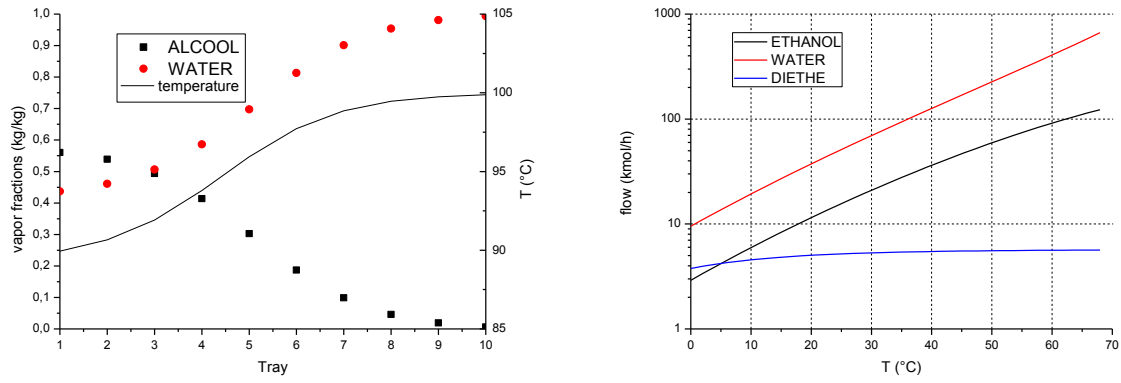 1,0
0,9
0,8
0,7
0,6
0,5
0,4
0,3
0,2
0,1
0,0
vapor fractions (kg/kg)
ALCOOL
WATER
temperature
105
100
95
90
85
T (°C)
1 2 3 4 5 6 7 8 9 10
Tray
1000
100
10
1
flow (kmol/h)
ETHANOL
WATER
DIETHE
0 10 20 30 40 50 60 70
T (°C)